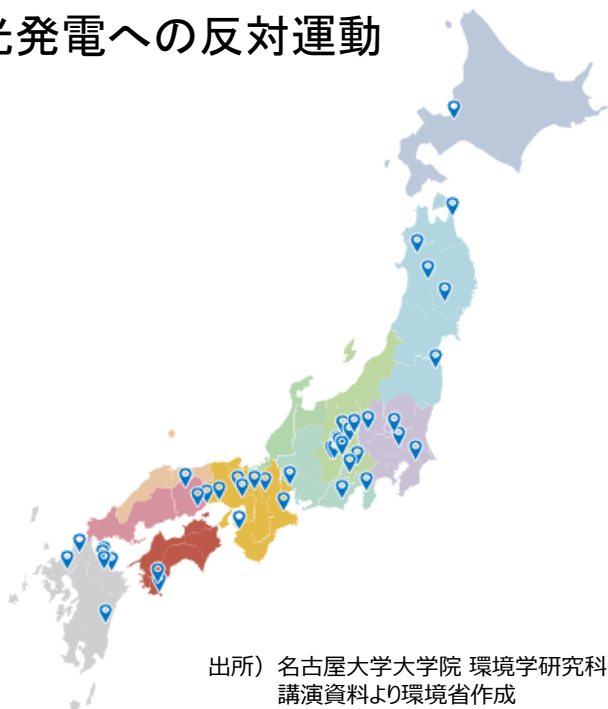 光発電への反対運動
出所）名古屋大学大学院 環境学研究科
講演資料より環境省作成